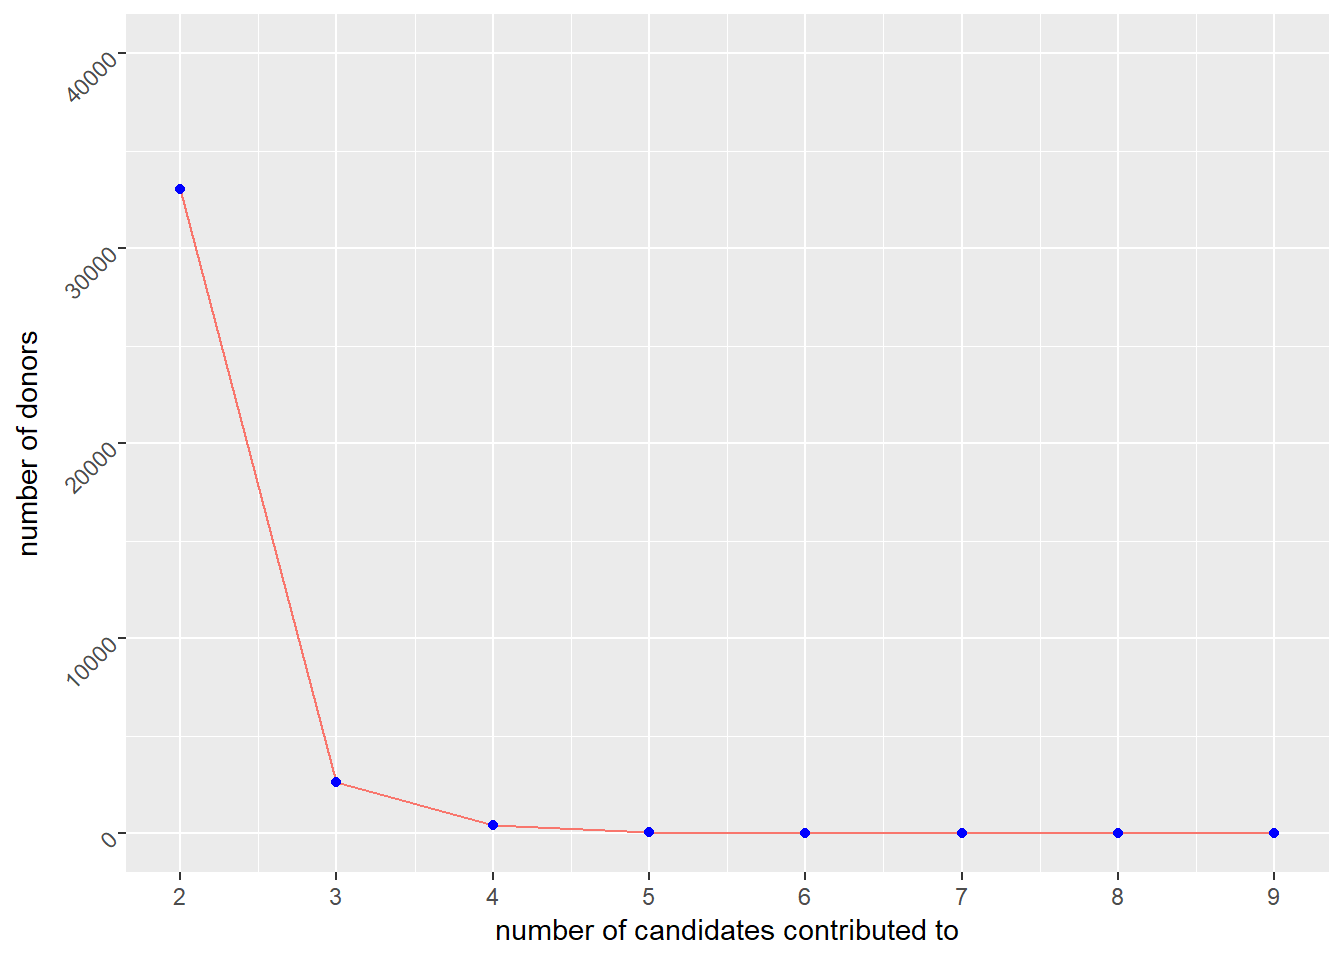 number of donors
40000
30000
20000
10000
0
2 3 4 5 6 7 8 9
number of candidates contributed to